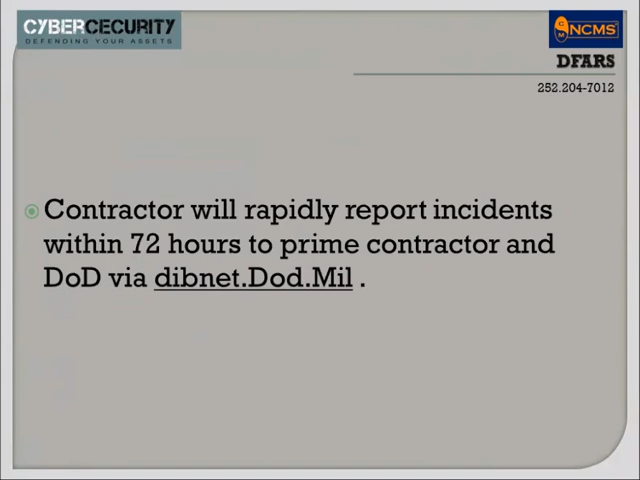 CYBERCECURITY
DEFENDING YOUR ASSETS
NCMS
DFARS
252.204-7012
Contractor will rapidly report incidents
within 72 hours to prime contractor and
DoD via dibnet.Dod.Mil .